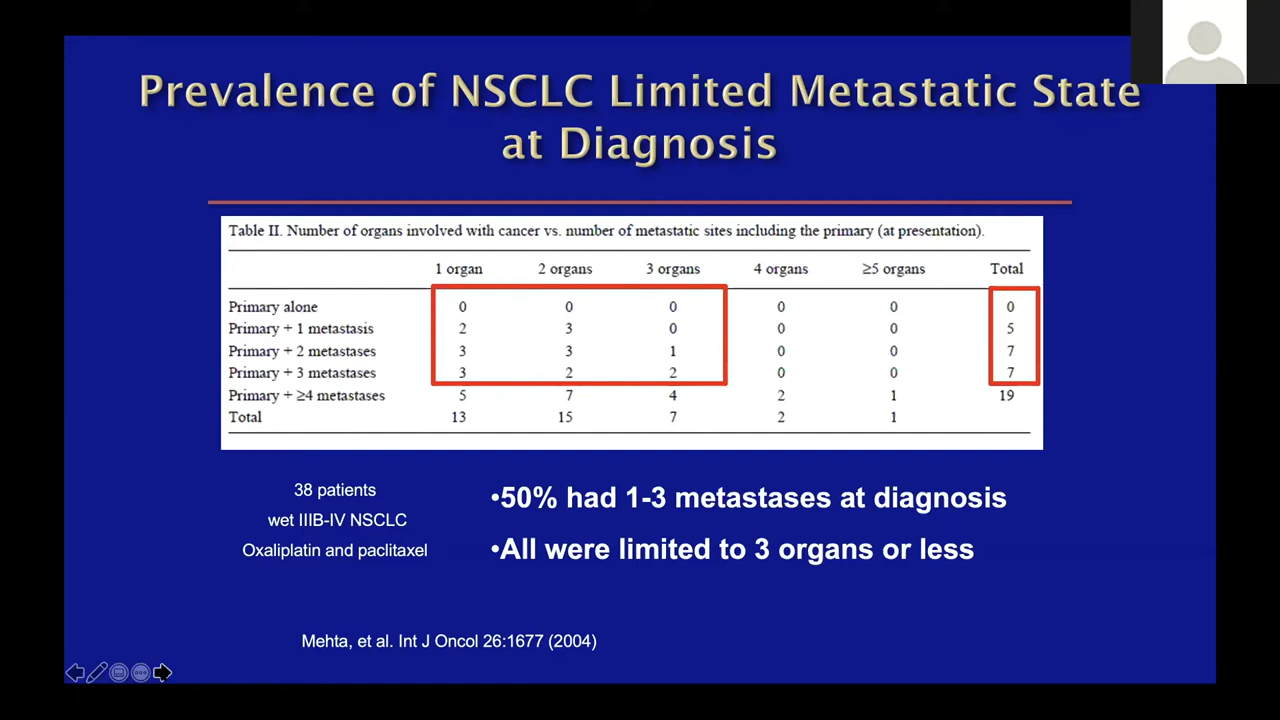 Prevalence of NSCLC Limited Metastatic State
at Diagnosis
Table II. Number of organs involved with cancer vs. number of metastatic sites including the primary (at presentation).
1 organ 2 organs 3 organs 4 organs ≥5 organs Total
Primary alone 0 0 0 0 0 0
Primary + 1 metastasis 2 3 0 0 0 5
Primary + 2 metastases 3 3 1 0 0 7
Primary + 3 metastases 3 2 2 0 0 7
Primary + ≥4 metastases 5 7 4 2 1 19
Total 13 15 7 2 1
38 patients
wet IIIB-IV NSCLC
Oxaliplatin and paclitaxel
•50% had 1-3 metastases at diagnosis
•All were limited to 3 organs or less
Mehta, et al. Int J Oncol 26:1677 (2004)